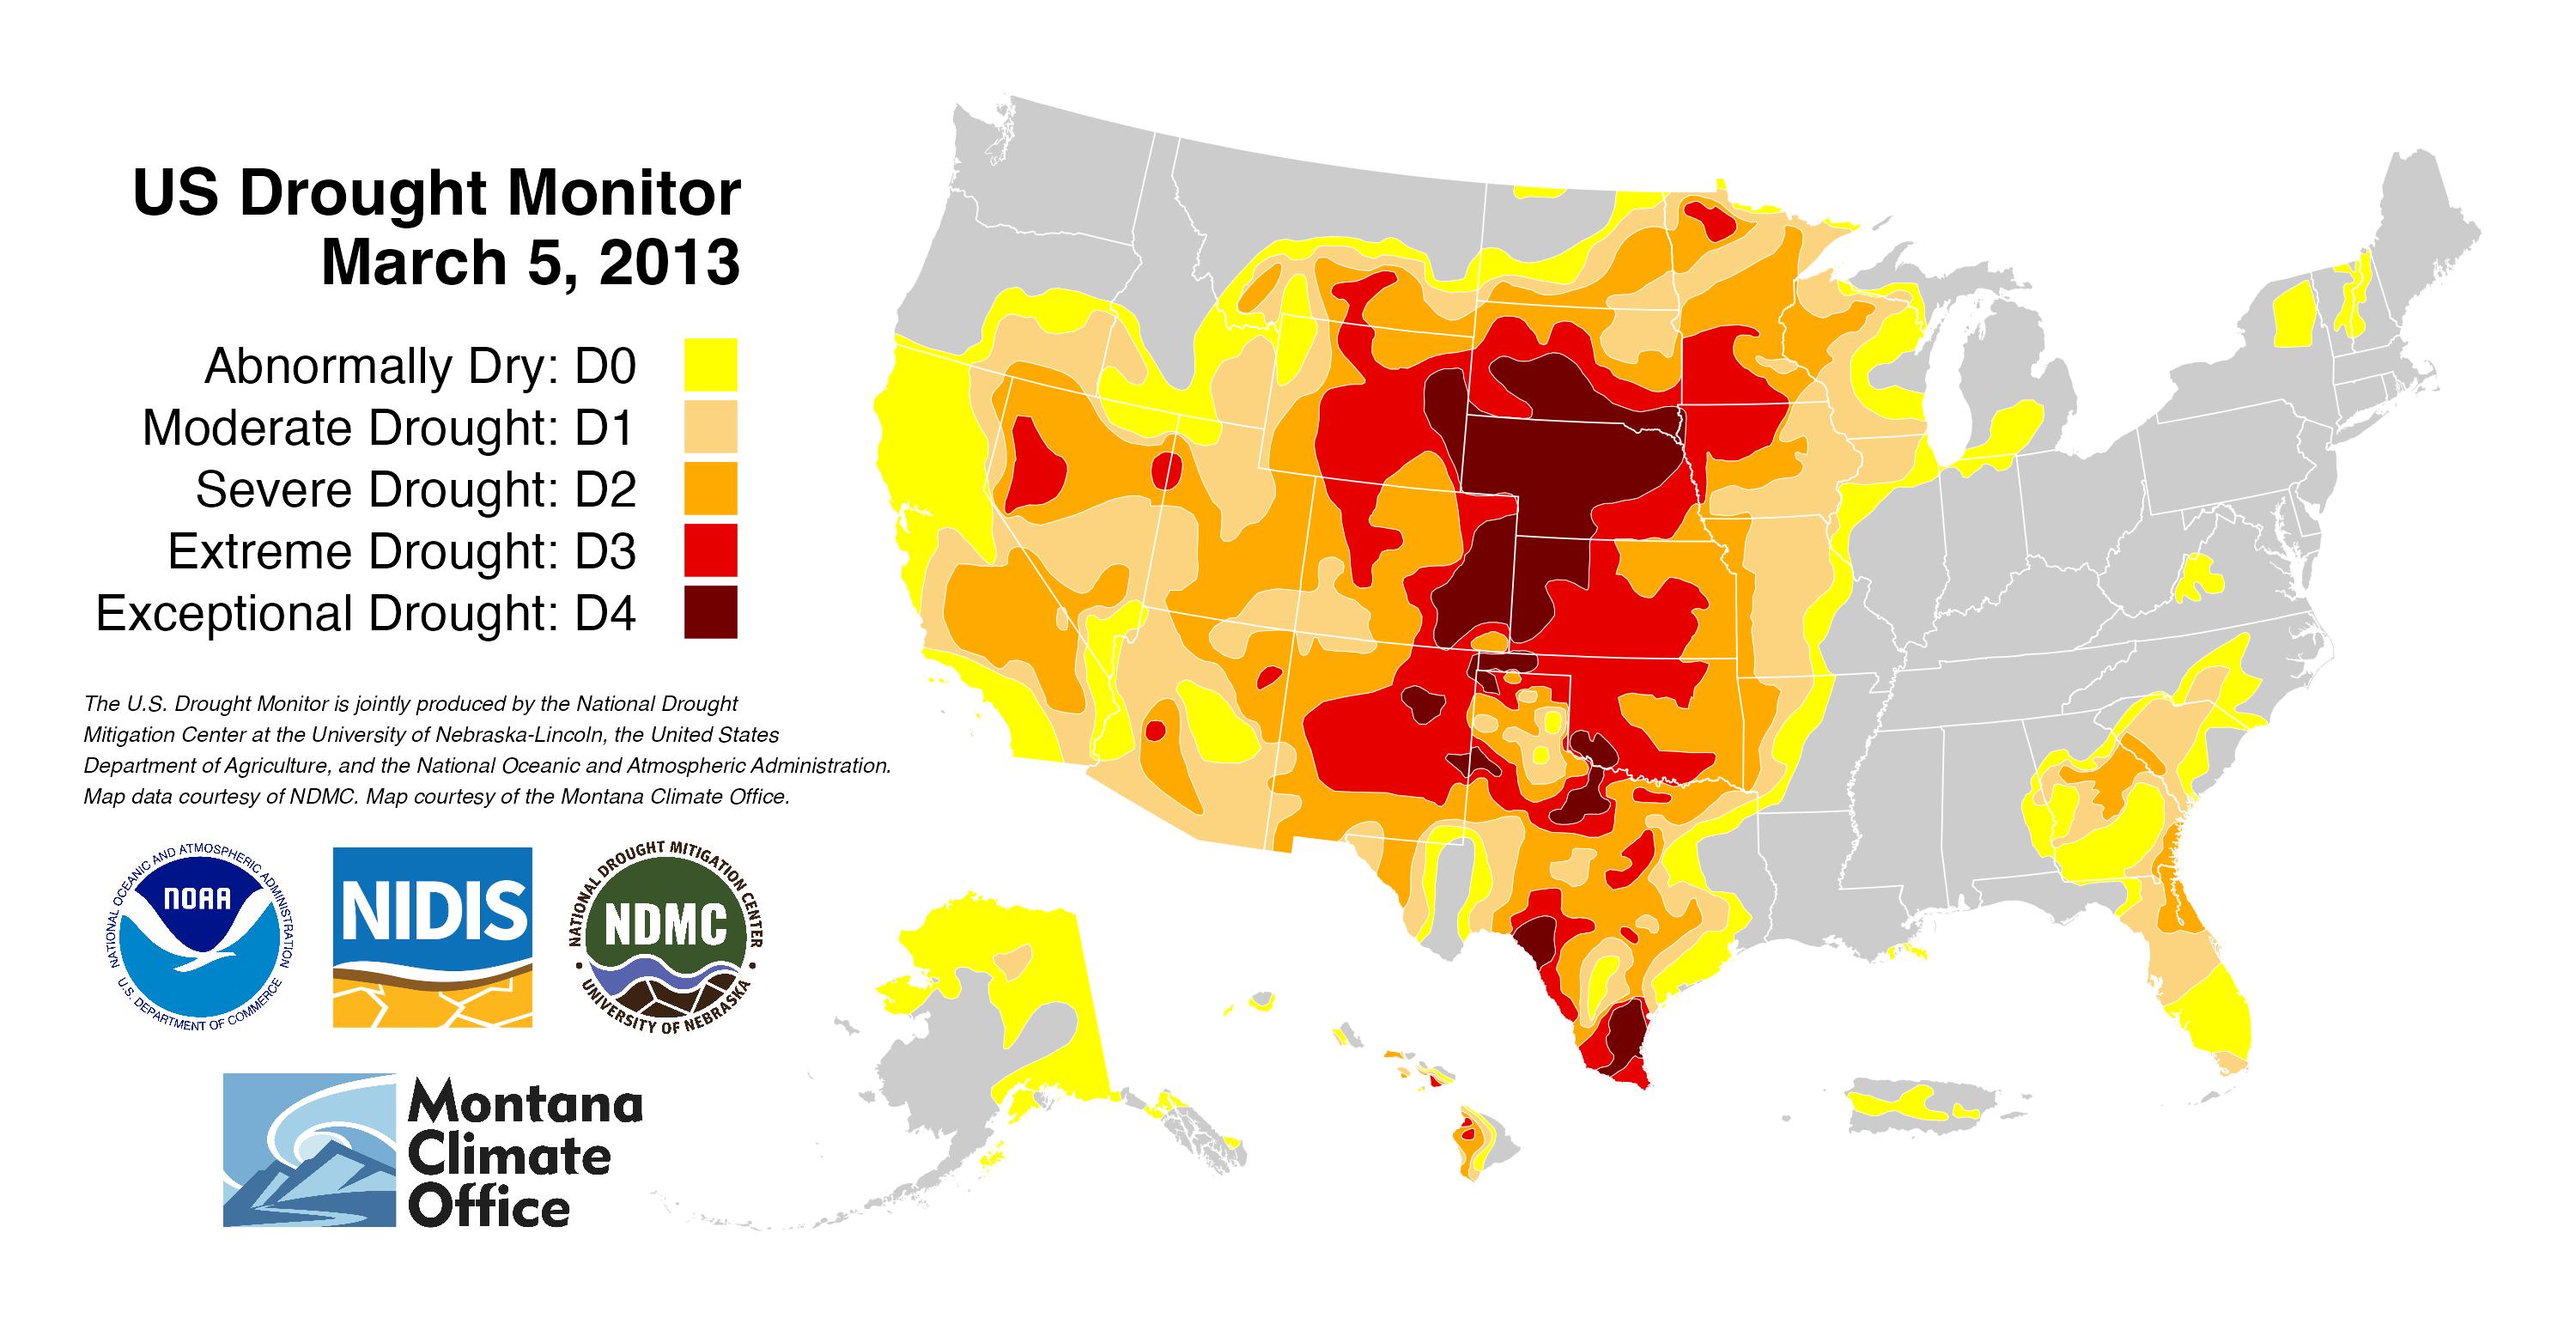 US Drought Monitor
March 5, 2013
Abnormally Dry: D0
Moderate Drought: D1
Severe Drought: D2
Extreme Drought: D3
Exceptional Drought: D4
The U.S. Drought Monitor is jointly produced by the National Drought
Mitigation Center at the University of Nebraska-Lincoln, the United States
Department of Agriculture, and the National Oceanic and Atmospheric Administration.
Map data courtesy of NDMC. Map courtesy of the Montana Climate Office.
NATIONAL OCEANIC AND ATMOSPHERIC ADMINISTRATION
NOAA
U.S. DEPARTMENT OF COMMERCE
NIDIS
NATIONAL DROUGHT MITIGATION CENTER
NDMC
UNIVERSITY OF NEBRASKA
Montana
Climate
Office